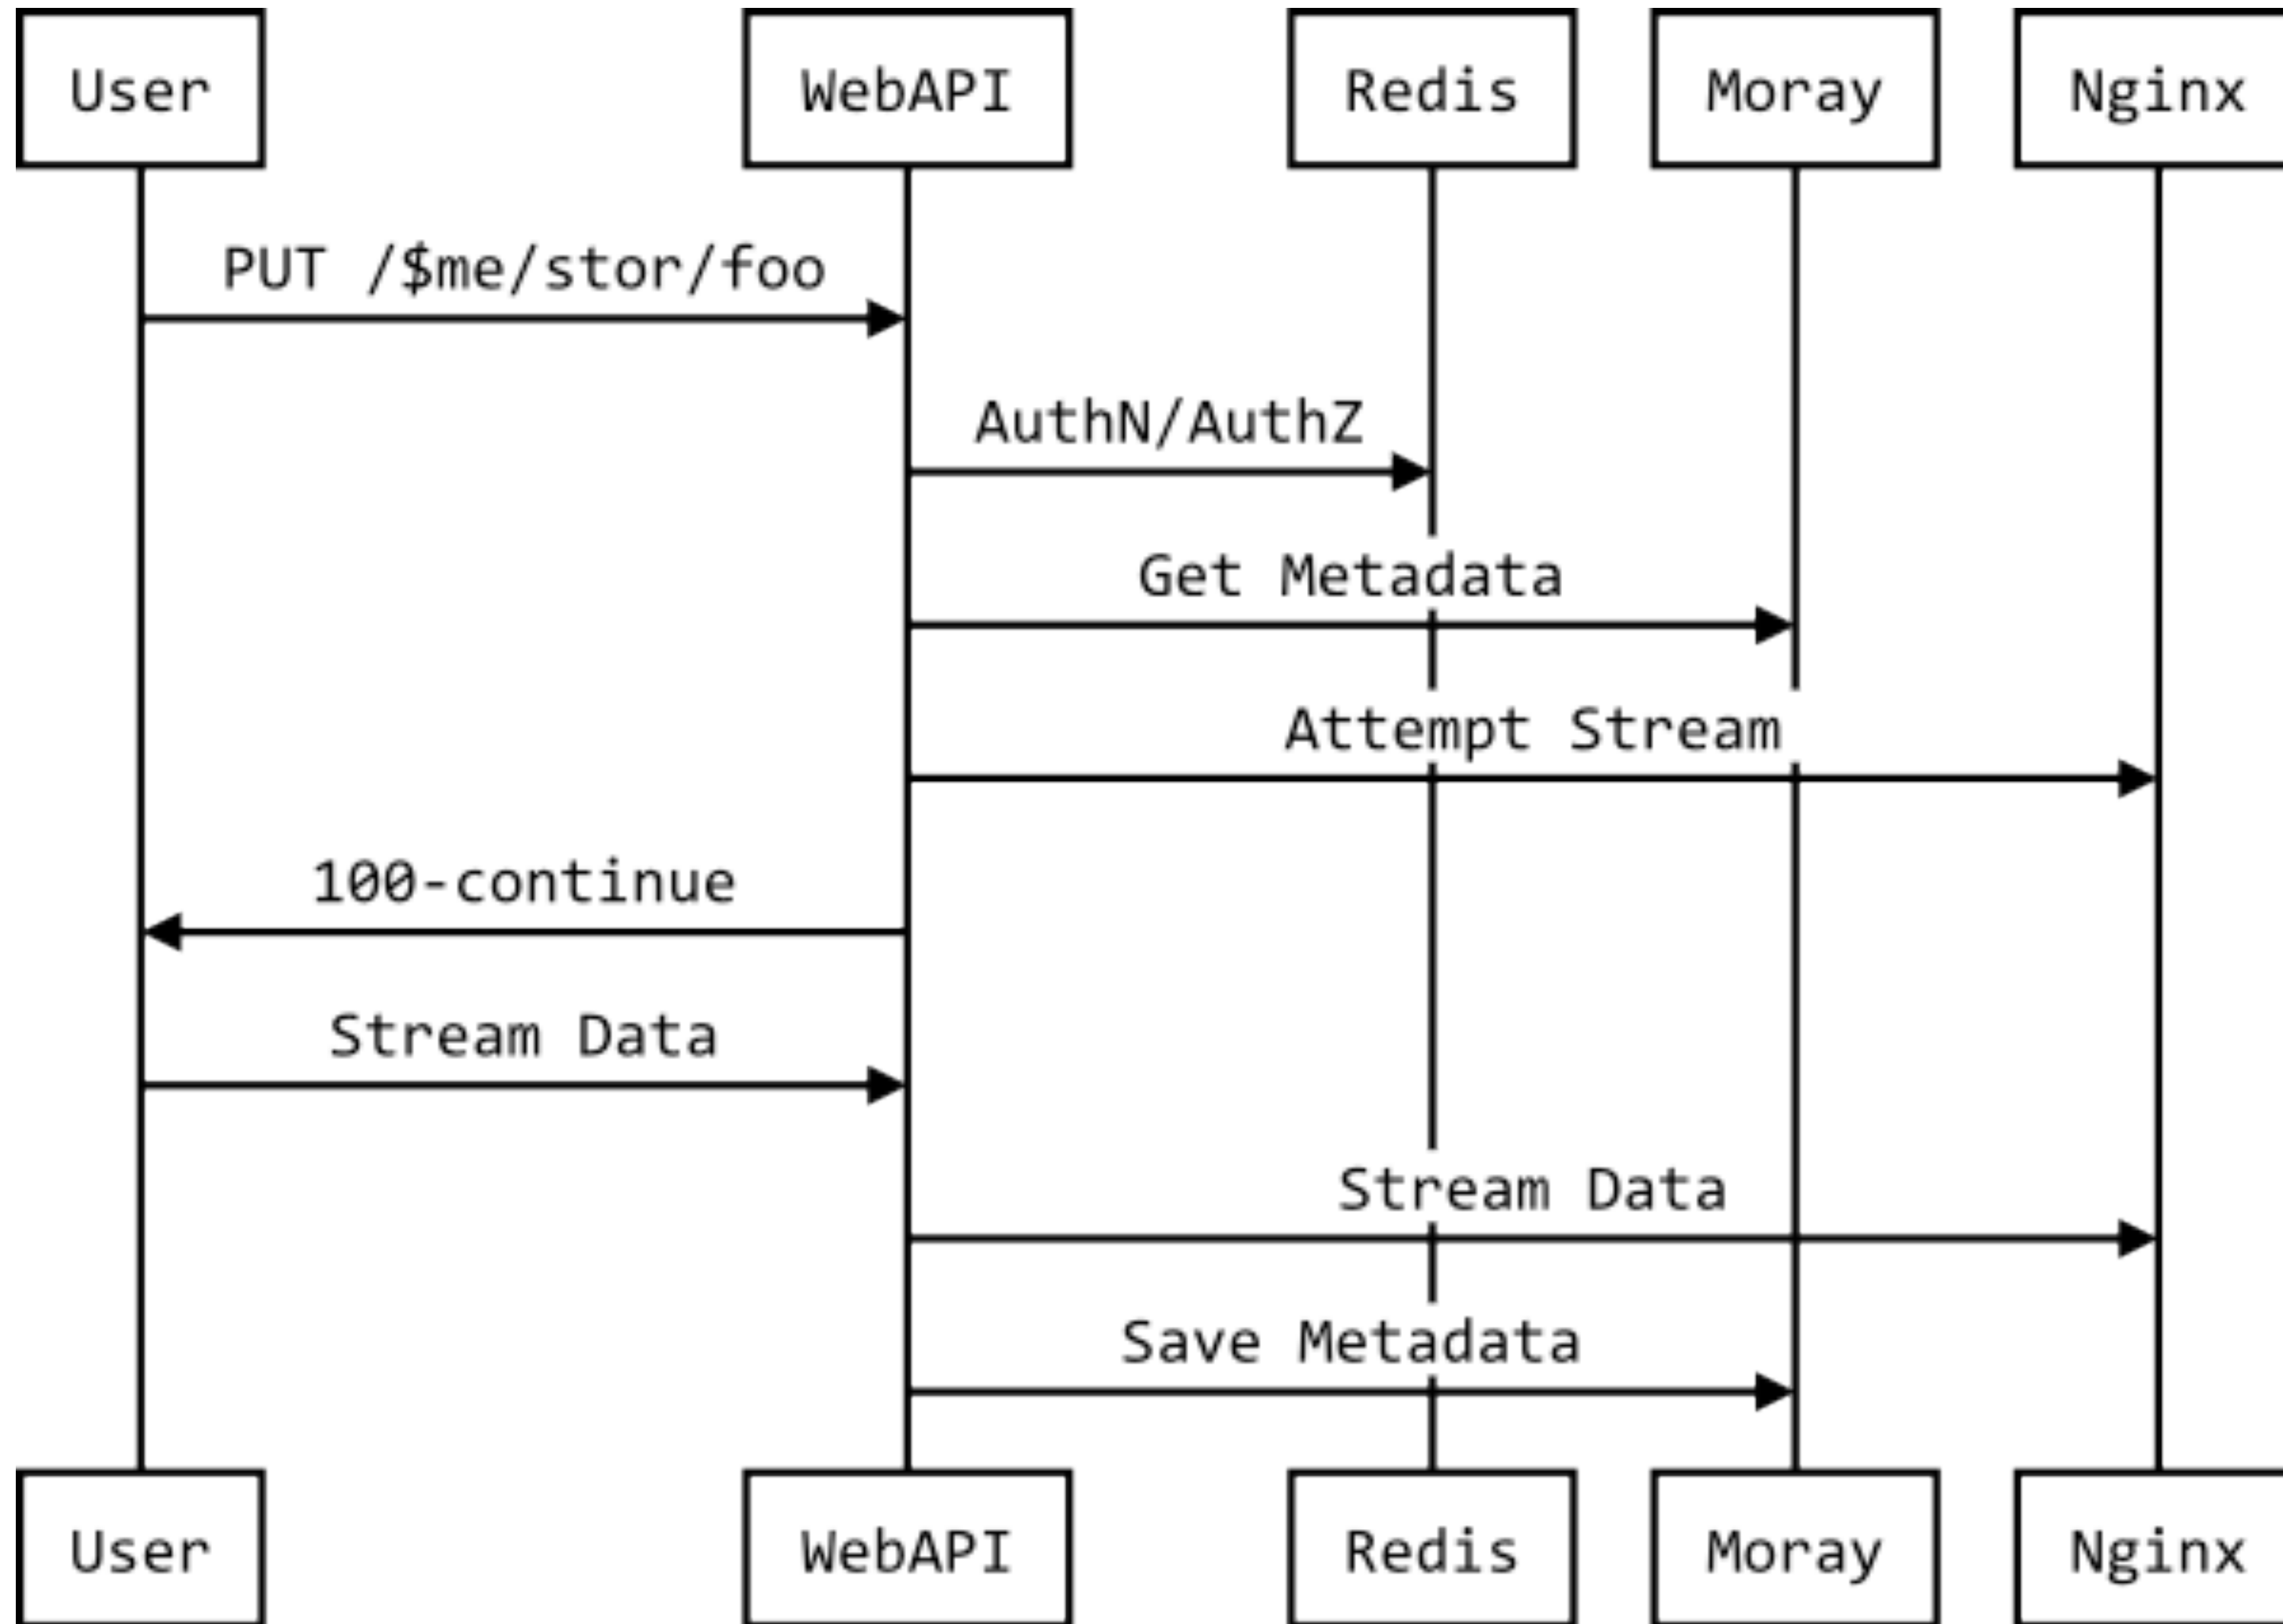 User WebAPI Redis Moray Nginx
PUT /$me/stor/foo
AuthN/AuthZ
Get Metadata
Attempt Stream
100-continue
Stream Data
Stream Data
Save Metadata
User WebAPI Redis Moray Nginx